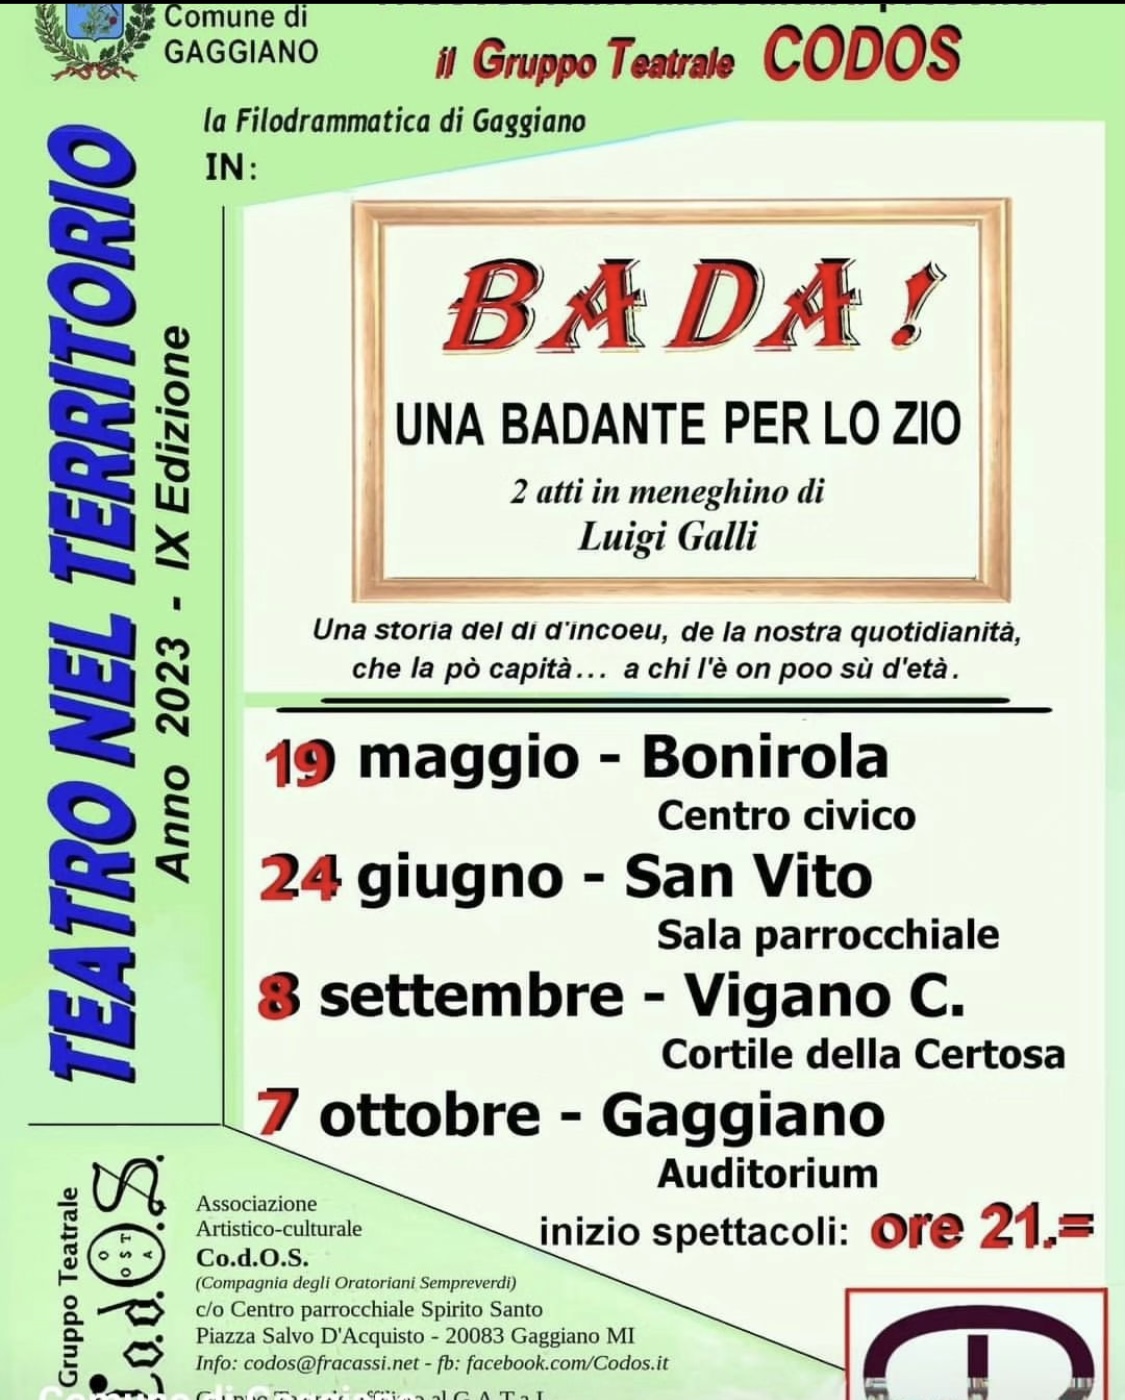 Comune di
GAGGIANO
il Gruppo Teatrale CODOS
la Filodrammatica di Gaggiano
IN:
TEATRO NEL TERRITORIO
Anno 2023 - IX Edizione
BADA!
UNA BADANTE PER LO ZIO
2 atti in meneghino di
Luigi Galli
Una storia del dì d'incoeu, de la nostra quotidianità,
che la pò capità... a chi l'è on poo sù d'età.
19 maggio - Bonirola
Centro civico
24 giugno - San Vito
Sala parrocchiale
8 settembre - Vigano C.
Cortile della Certosa
7 ottobre - Gaggiano
Auditorium
inizio spettacoli: ore 21.=
Gruppo Teatrale
Co.d.O.S.
Associazione
Artistico-culturale
Co.d.O.S.
(Compagnia degli Oratoriani Sempreverdi)
c/o Centro parrocchiale Spirito Santo
Piazza Salvo D'Acquisto - 20083 Gaggiano MI
Info: codos@fracassi.net - fb: facebook.com/Codos.it